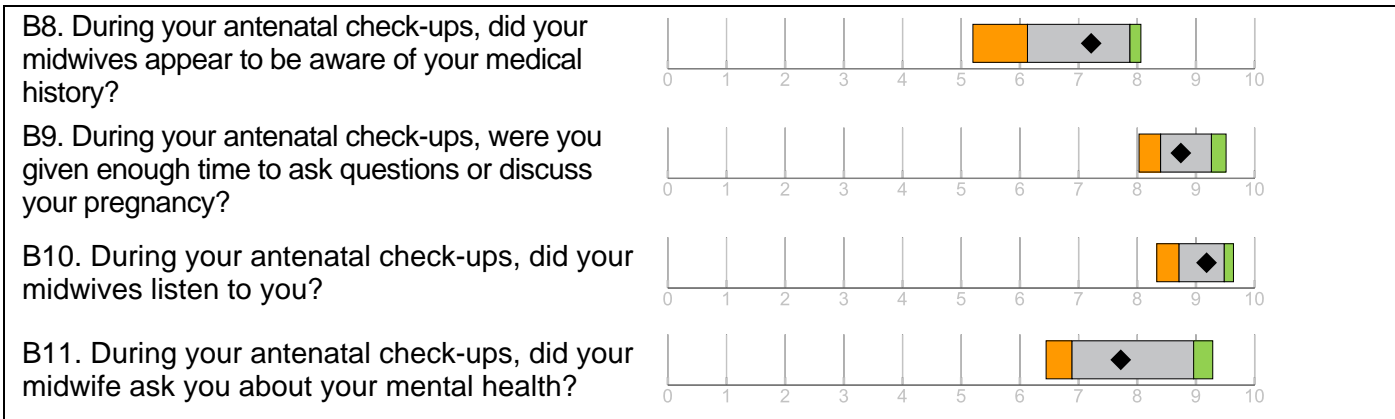 B8. During your antenatal check-ups, did your
midwives appear to be aware of your medical
history?
0 1 2 3 4 5 6 7 8 9 10
B9. During your antenatal check-ups, were you
given enough time to ask questions or discuss
your pregnancy?
0 1 2 3 4 5 6 7 8 9 10
B10. During your antenatal check-ups, did your
midwives listen to you?
0 1 2 3 4 5 6 7 8 9 10
B11. During your antenatal check-ups, did your
midwife ask you about your mental health?
0 1 2 3 4 5 6 7 8 9 10